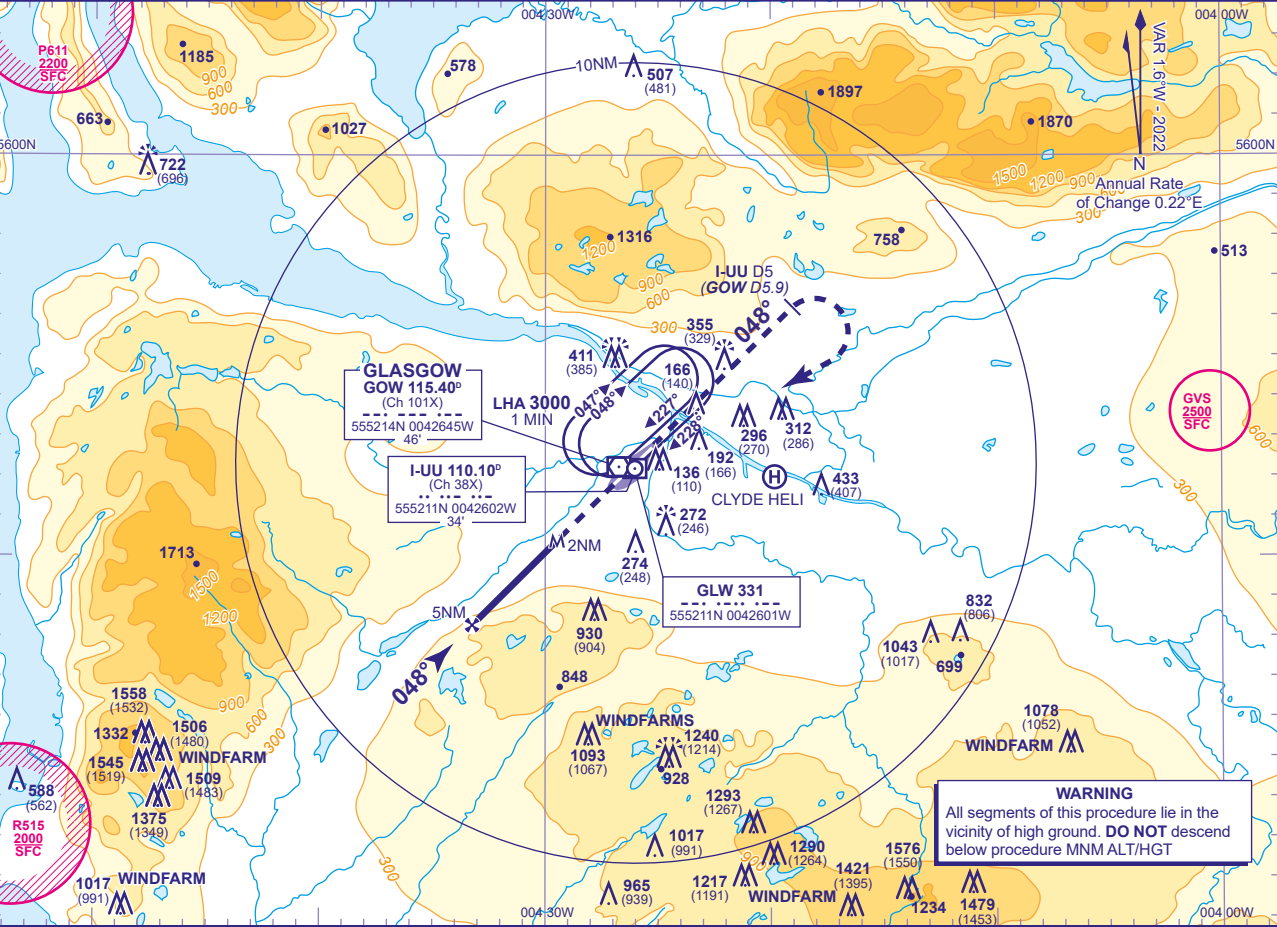 004 30W
004 00W
P611
2200
SFC
1185
900
600
300
578
10NM
507
(481)
1897
1870
VAR 1.6°W - 2022
663
1027
5600N
5600N
722
(696)
N
Annual Rate
of Change 0.22°E
1500
1200
900
300
1316
1200
900
600
300
758
513
I-UU D5
(GOW D5.9)
048°
355
(329)
411
(385)
166
(140)
GLASGOW
GOW 115.40ᴰ
(Ch 101X)
555214N 0042645W
46'
LHA 3000
1 MIN
047°
048°
227°
228°
296
(270)
312
(286)
GVS
2500
SFC
600
300
192
(166)
I-UU 110.10ᴰ
(Ch 38X)
555211N 0042602W
34'
136
(110)
H
CLYDE HELI
433
(407)
272
(246)
274
(248)
2NM
1713
1500
1200
GLW 331
555211N 0042601W
5NM
930
(904)
832
(806)
1043
(1017)
699
048°
848
900
600
300
1558
(1532)
1332
1506
(1480)
WINDFARM
1545
(1519)
1509
(1483)
1375
(1349)
WINDFARMS
1093
(1067)
1240
(1214)
928
1078
(1052)
WINDFARM
588
(562)
R515
2000
SFC
1293
(1267)
WARNING
All segments of this procedure lie in the
vicinity of high ground. DO NOT descend
below procedure MNM ALT/HGT
1017
(991)
900
1290
(1264)
1017
(991)
WINDFARM
300
965
(939)
1217
(1191)
WINDFARM
1421
(1395)
1576
(1550)
1234
1479
(1453)
004 30W
004 00W